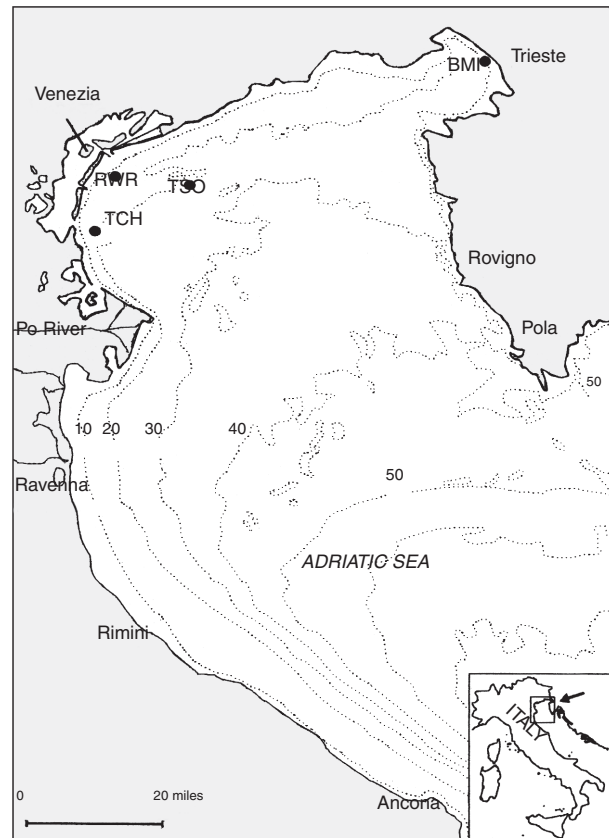 Trieste
BMI
Venezia
RWR
TSO
TCH
Rovigno
Po River
Pola
50
10 20 30 40
50
Ravenna
ADRIATIC SEA
Rimini
ITALY
0 20 miles
Ancona